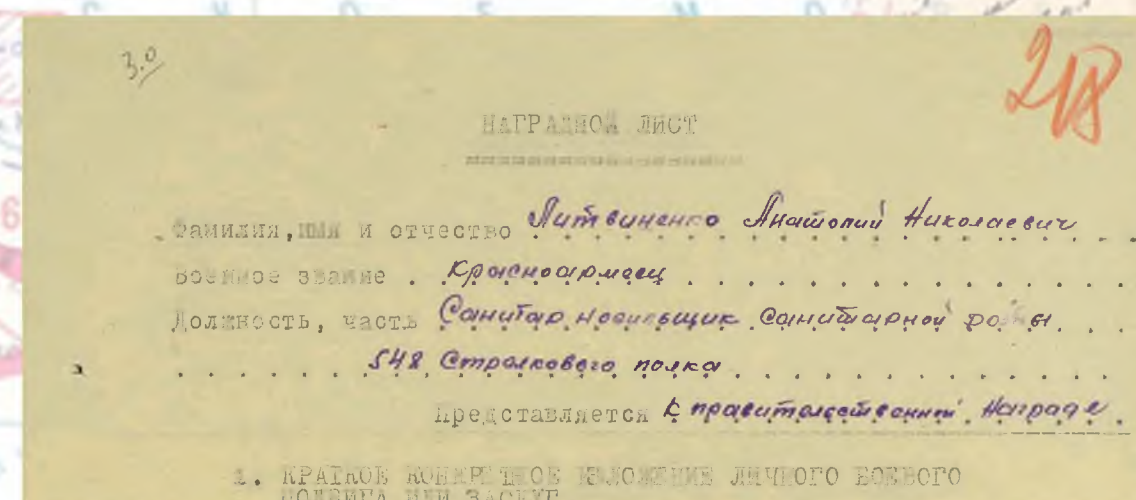 3.0
218
НАГРАДНОЙ ЛИСТ
Фамилия, имя и отчество Литвиненко Анатолий Николаевич
Военное звание . Красноармеец
Должность, часть Санитар носильщик санитарной роты
548 Стрелкового полка
Представляется к правительственной Награде
1. КРАТКОЕ КОНКРЕТНОЕ ИЗЛОЖЕНИЕ ЛИЧНОГО БОЕВОГО
ПОДВИГА ИЛИ ЗАСЛУГ